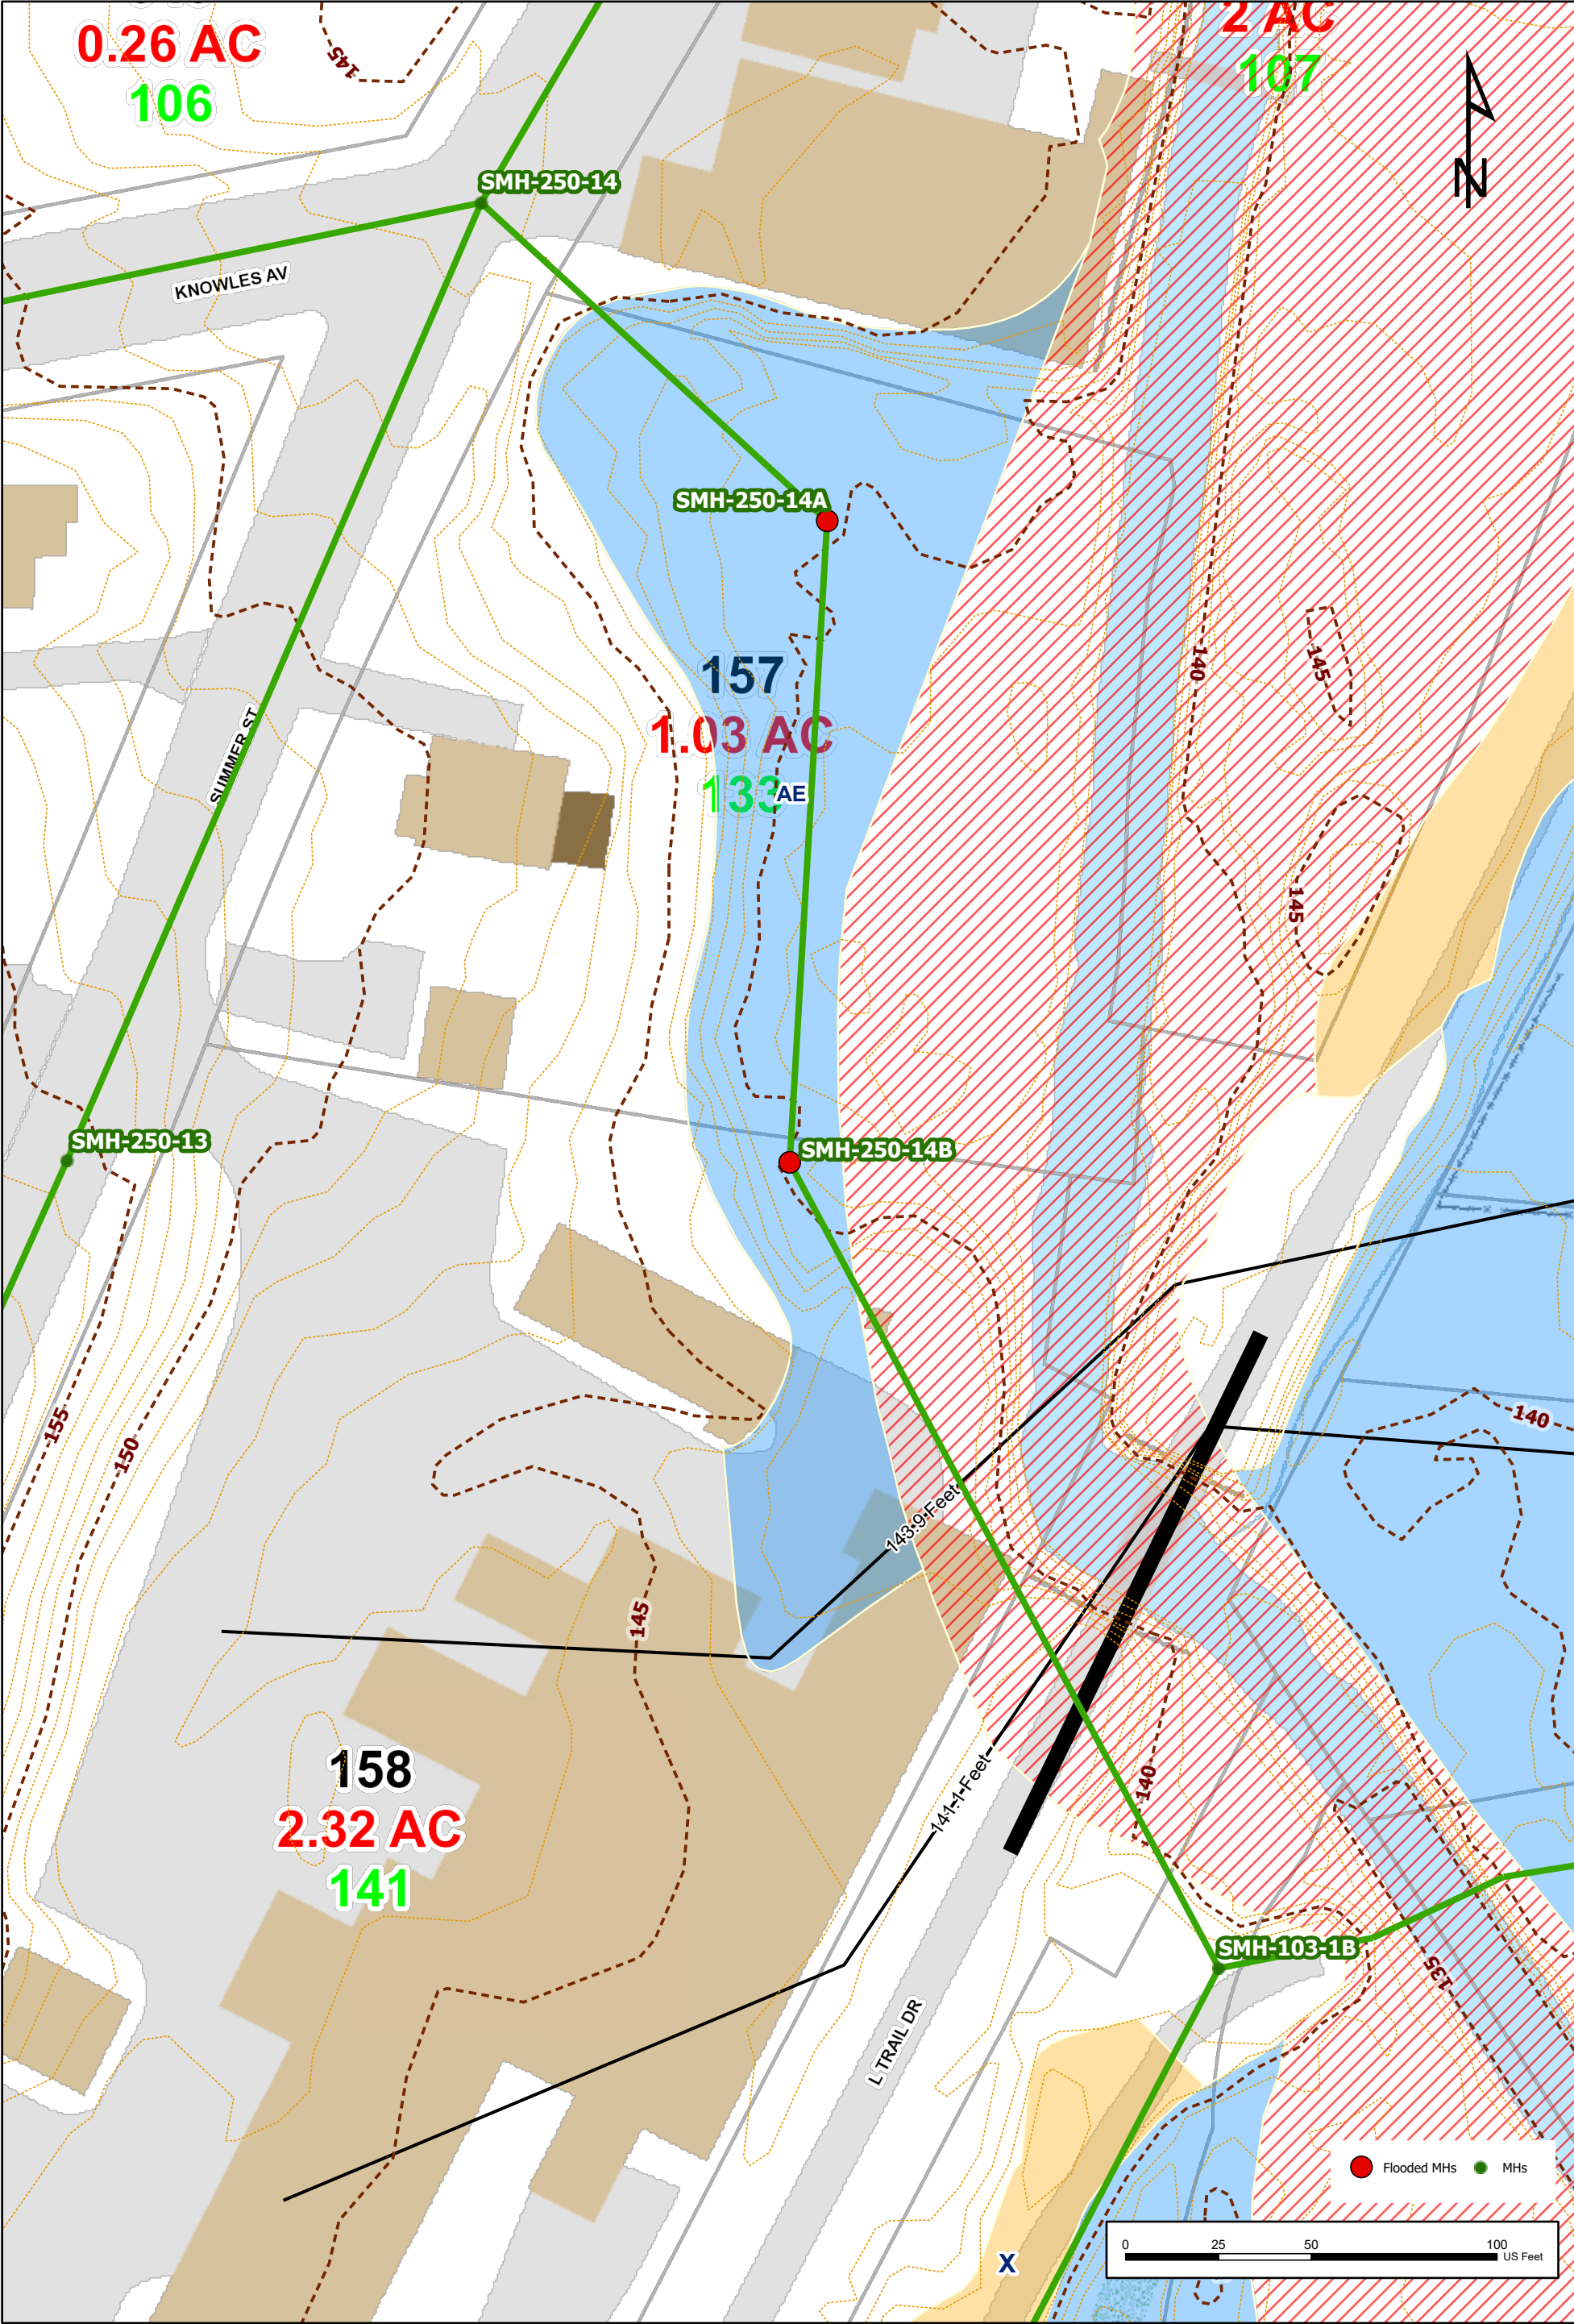 0.26 AC
106
145
2 AC
107
N
SMH-250-14
KNOWLES AV
SMH-250-14A
157
1.03 AC
133
AE
140
145
145
SUMMER ST
SMH-250-13
SMH-250-14B
155
150
140
143.9 Feet
145
158
2.32 AC
141
141.1 Feet
140
SMH-103-1B
135
L TRAIL DR
X
Flooded MHs
MHs
0 25 50 100
US Feet